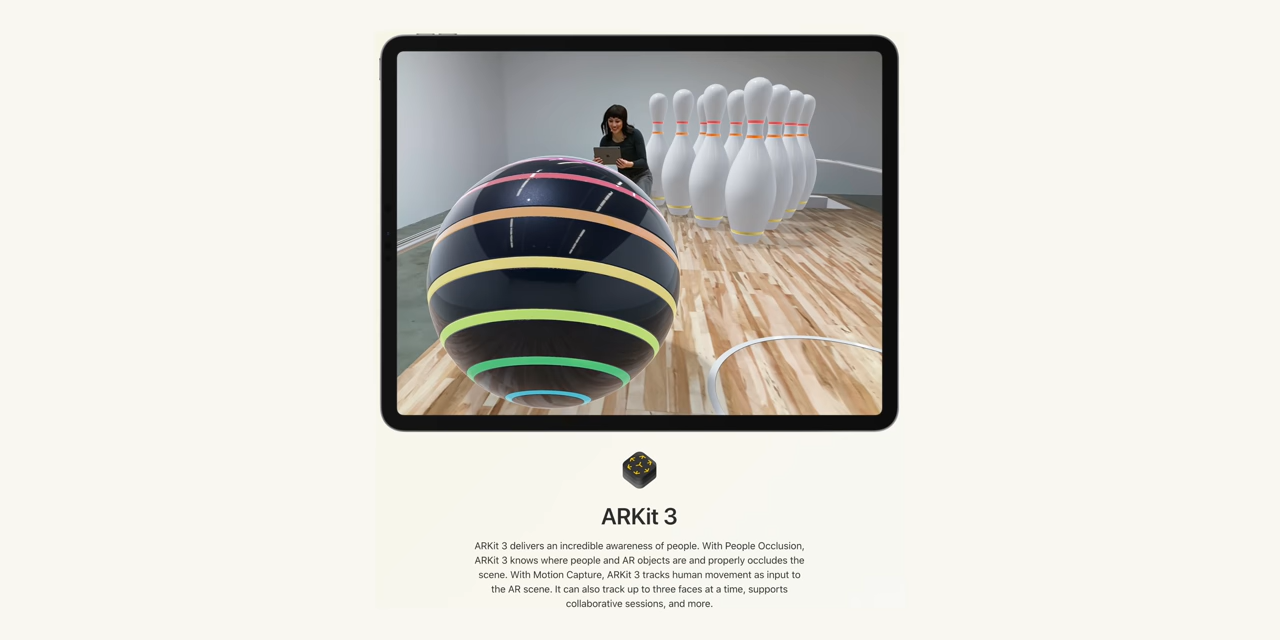 ARKit 3
ARKit 3 delivers an incredible awareness of people. With People Occlusion,
ARKit 3 knows where people and AR objects are and properly occludes the
scene. With Motion Capture, ARKit 3 tracks human movement as input to
the AR scene. It can also track up to three faces at a time, supports
collaborative sessions, and more.